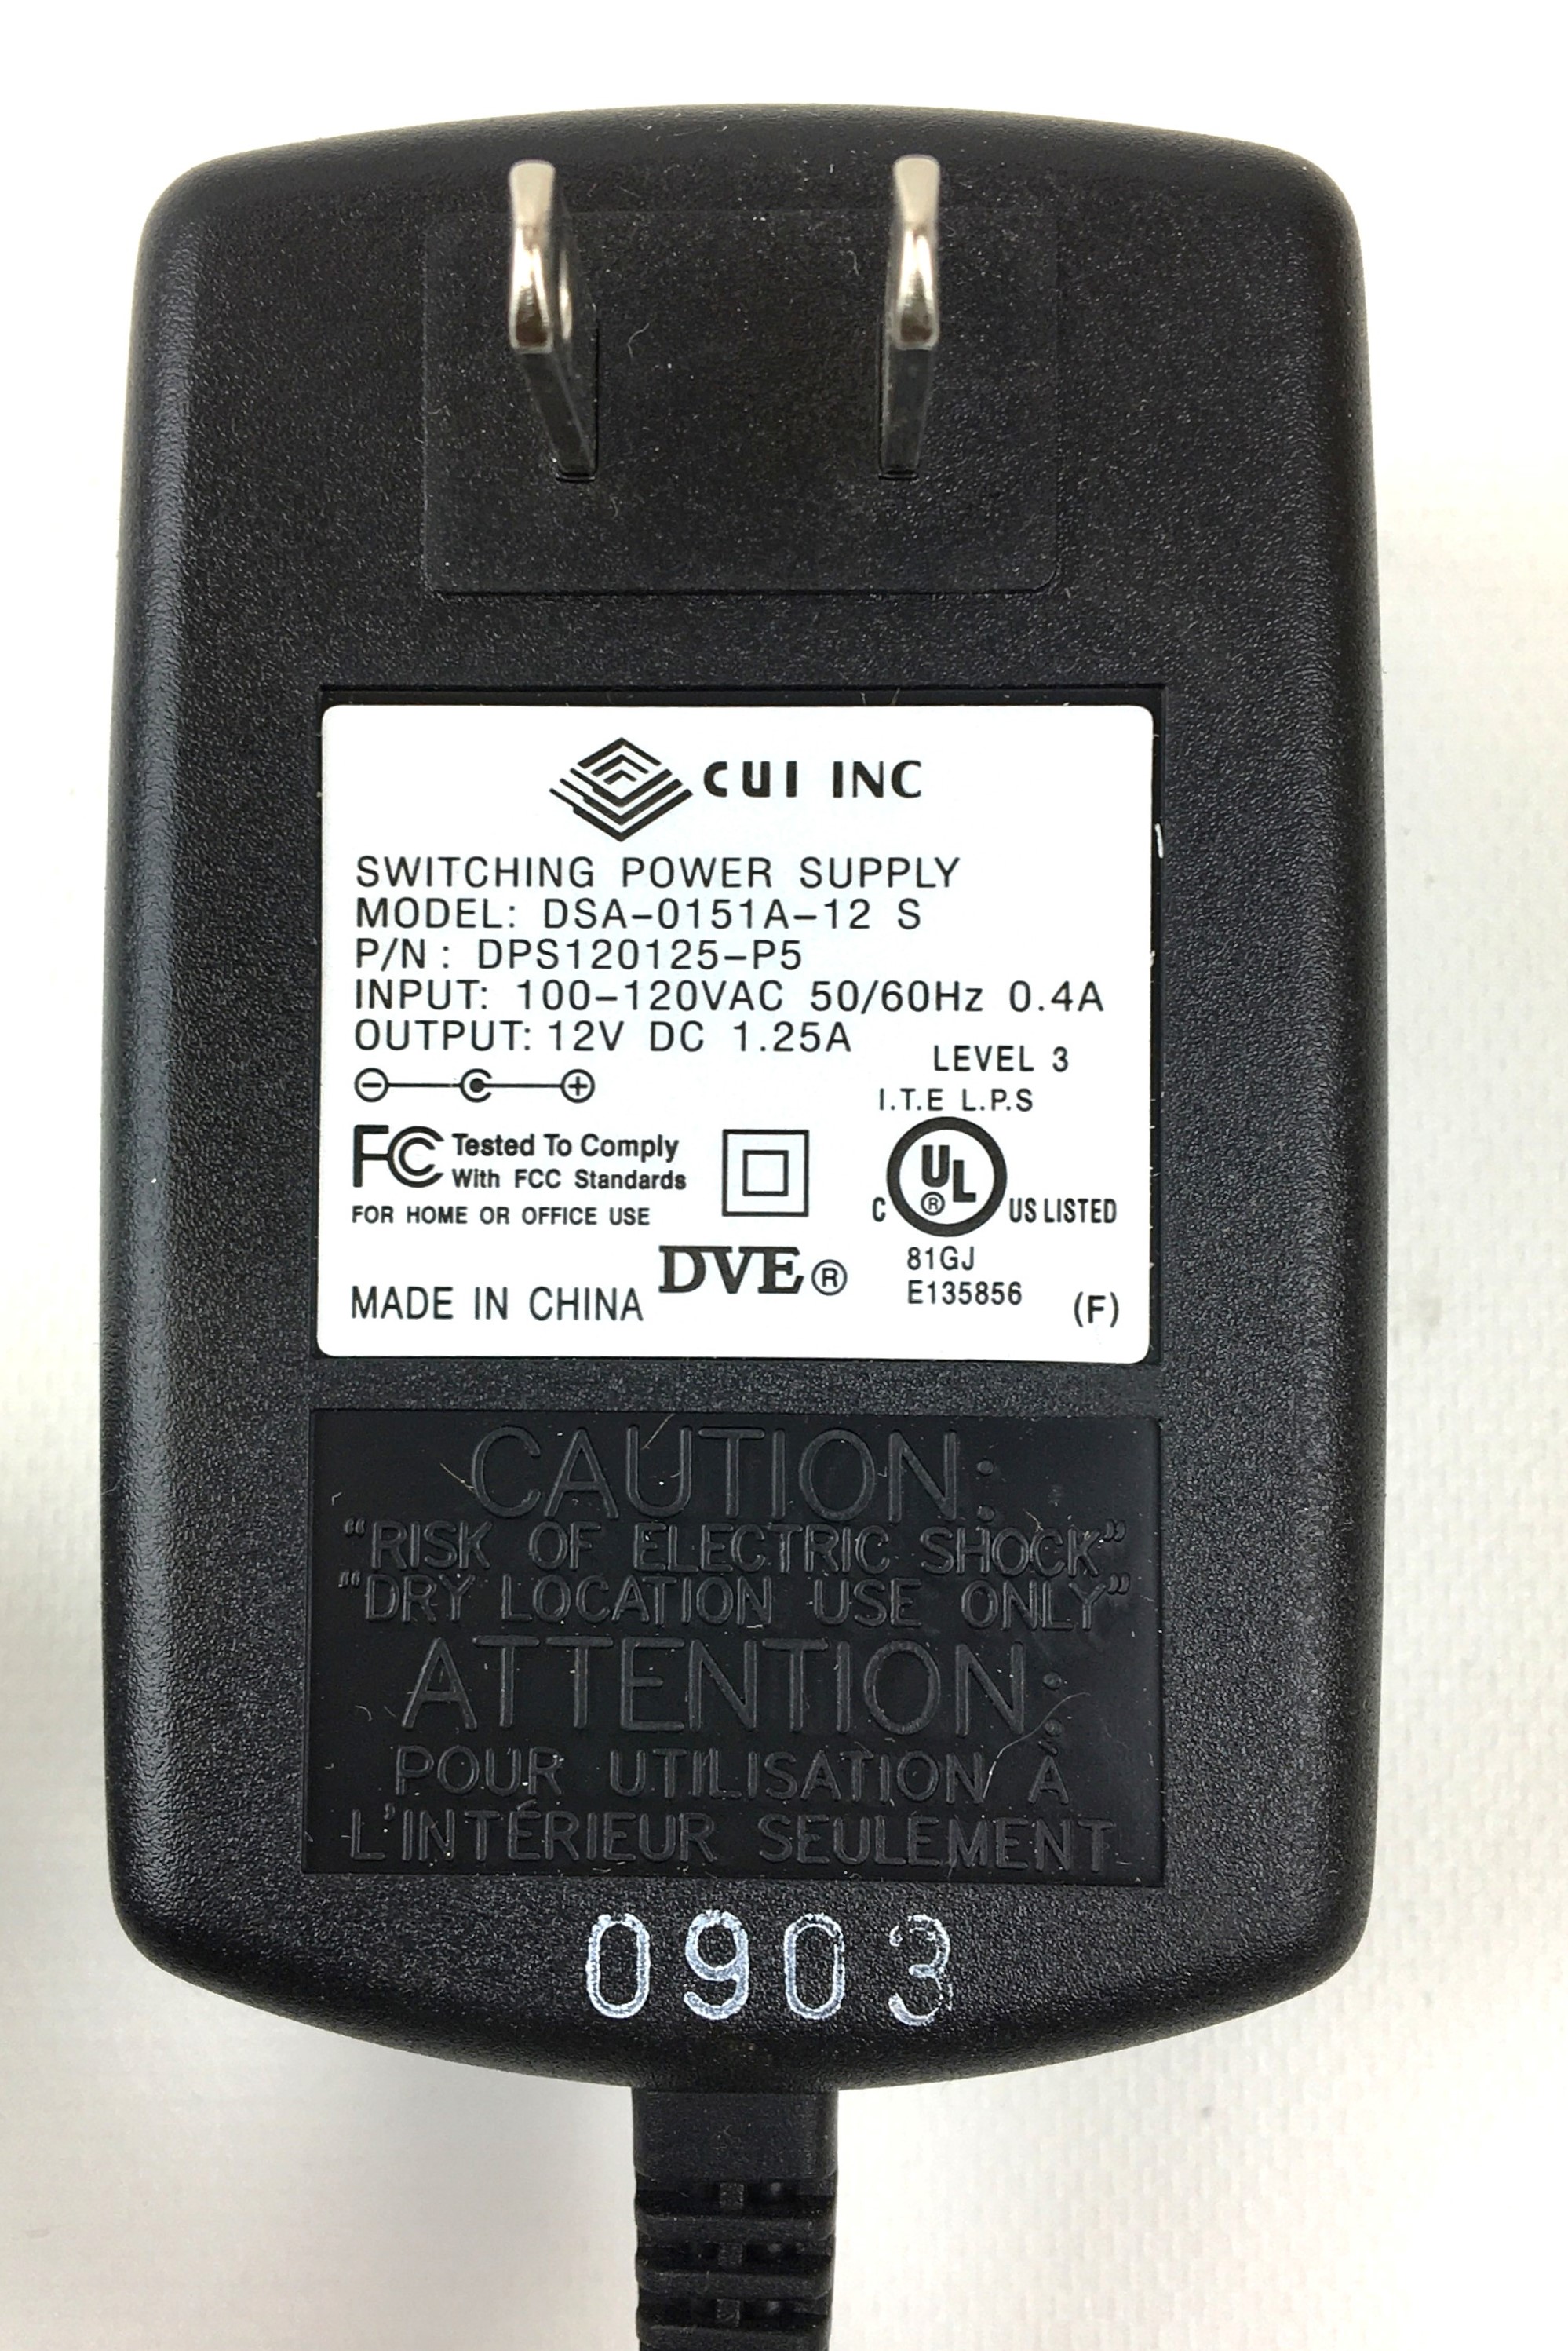 CUI INC
SWITCHING POWER SUPPLY
MODEL: DSA-0151A-12 S
P/N: DPS120125-P5
INPUT: 100-120VAC 50/60Hz 0.4A
OUTPUT: 12V DC 1.25A
LEVEL 3
I.T.E L.P.S
FC Tested To Comply
With FCC Standards
FOR HOME OR OFFICE USE
C UL ® US LISTED
81GJ
E135856
DVE®
MADE IN CHINA
(F)
CAUTION:
"RISK OF ELECTRIC SHOCK"
"DRY LOCATION USE ONLY"
ATTENTION:
POUR UTILISATION À
L'INTÉRIEUR SEULEMENT
0903